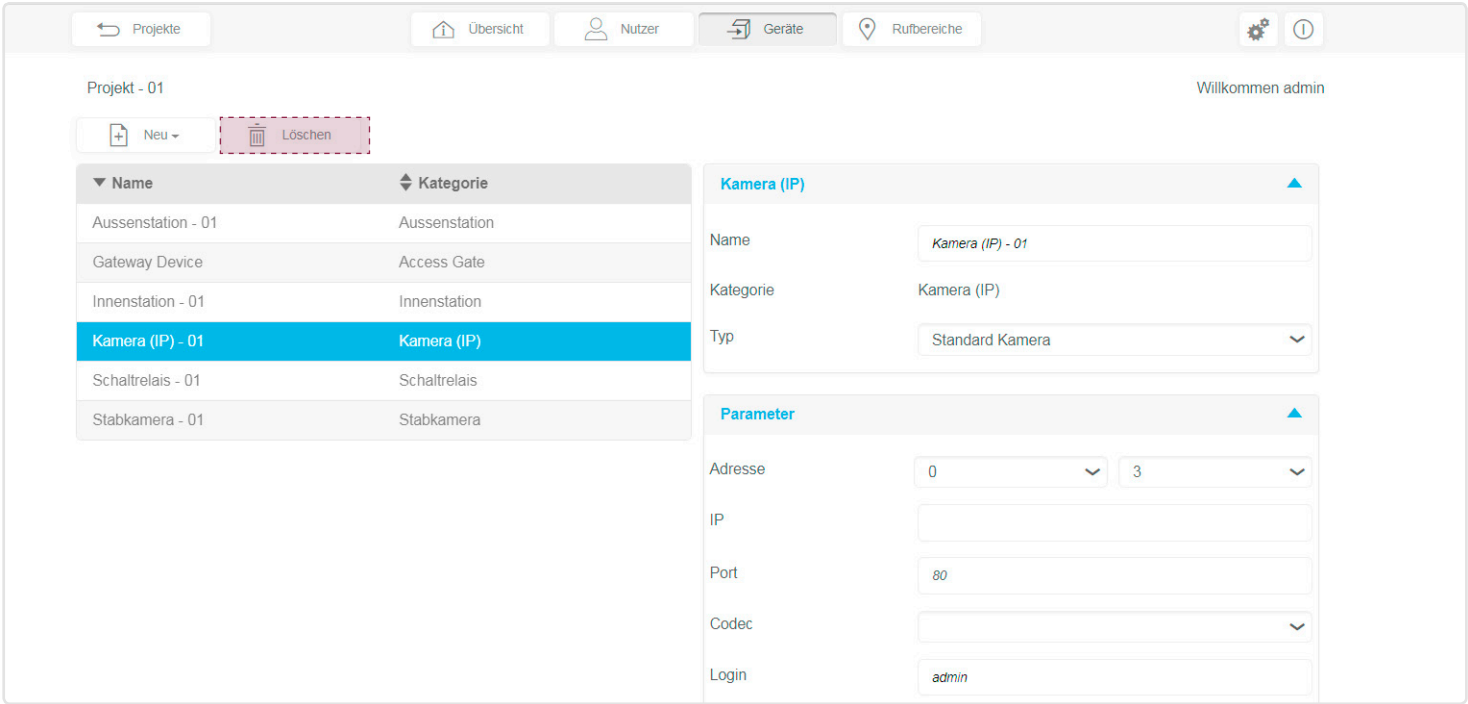 Projekte Übersicht Nutzer Geräte Rufbereiche
Projekt - 01 Willkommen admin
Neu Löschen
Name Kategorie
Aussenstation - 01 Aussenstation
Gateway Device Access Gate
Innenstation - 01 Innenstation
Kamera (IP) - 01 Kamera (IP)
Schaltrelais - 01 Schaltrelais
Stabkamera - 01 Stabkamera
Kamera (IP)
Name Kamera (IP) - 01
Kategorie Kamera (IP)
Typ Standard Kamera
Parameter
Adresse 0 3
IP
Port 80
Codec
Login admin